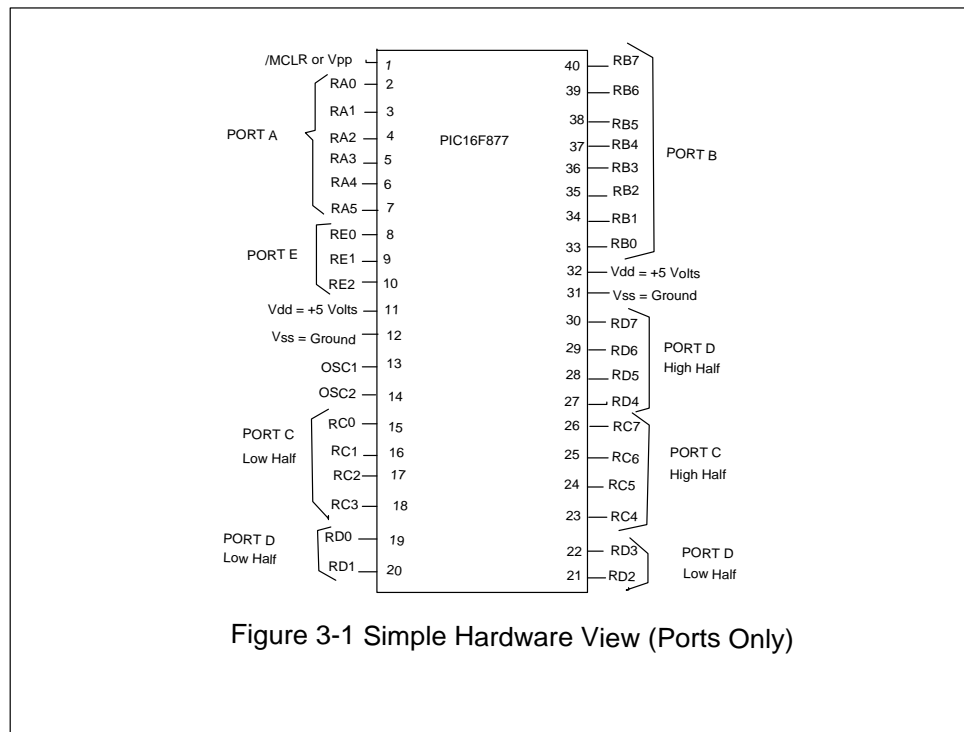 /MCLR or Vpp 1
RA0 2
RA1 3
RA2 4
RA3 5
RA4 6
RA5 7
PORT A
RE0 8
RE1 9
RE2 10
PORT E
Vdd = +5 Volts 11
Vss = Ground 12
OSC1 13
OSC2 14
RC0 15
RC1 16
RC2 17
RC3 18
PORT C
Low Half
RD0 19
RD1 20
PORT D
Low Half
PIC16F877
40 RB7
39 RB6
38 RB5
37 RB4
36 RB3
35 RB2
34 RB1
33 RB0
PORT B
32 Vdd = +5 Volts
31 Vss = Ground
30 RD7
29 RD6
28 RD5
27 RD4
PORT D
High Half
26 RC7
25 RC6
24 RC5
23 RC4
PORT C
High Half
22 RD3
21 RD2
PORT D
Low Half
Figure 3-1 Simple Hardware View (Ports Only)